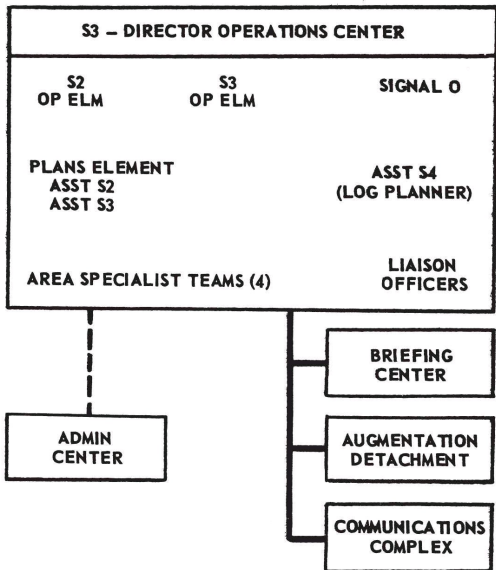 S3 – DIRECTOR OPERATIONS CENTER
S2
OP ELM
S3
OP ELM
SIGNAL O
PLANS ELEMENT
ASST S2
ASST S3
ASST S4
(LOG PLANNER)
AREA SPECIALIST TEAMS (4)
LIAISON
OFFICERS
BRIEFING
CENTER
ADMIN
CENTER
AUGMENTATION
DETACHMENT
COMMUNICATIONS
COMPLEX